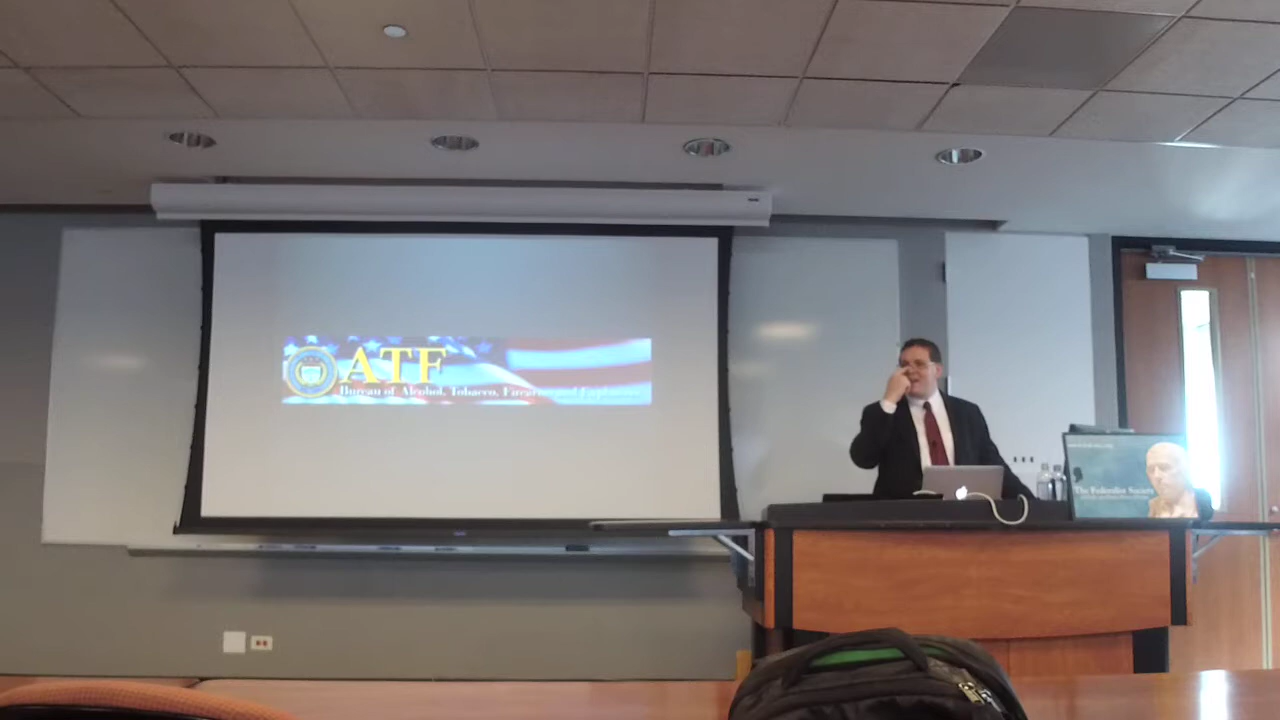 ATF
Bureau of Alcohol, Tobacco, Firearms and Explosives
The Federalist Society